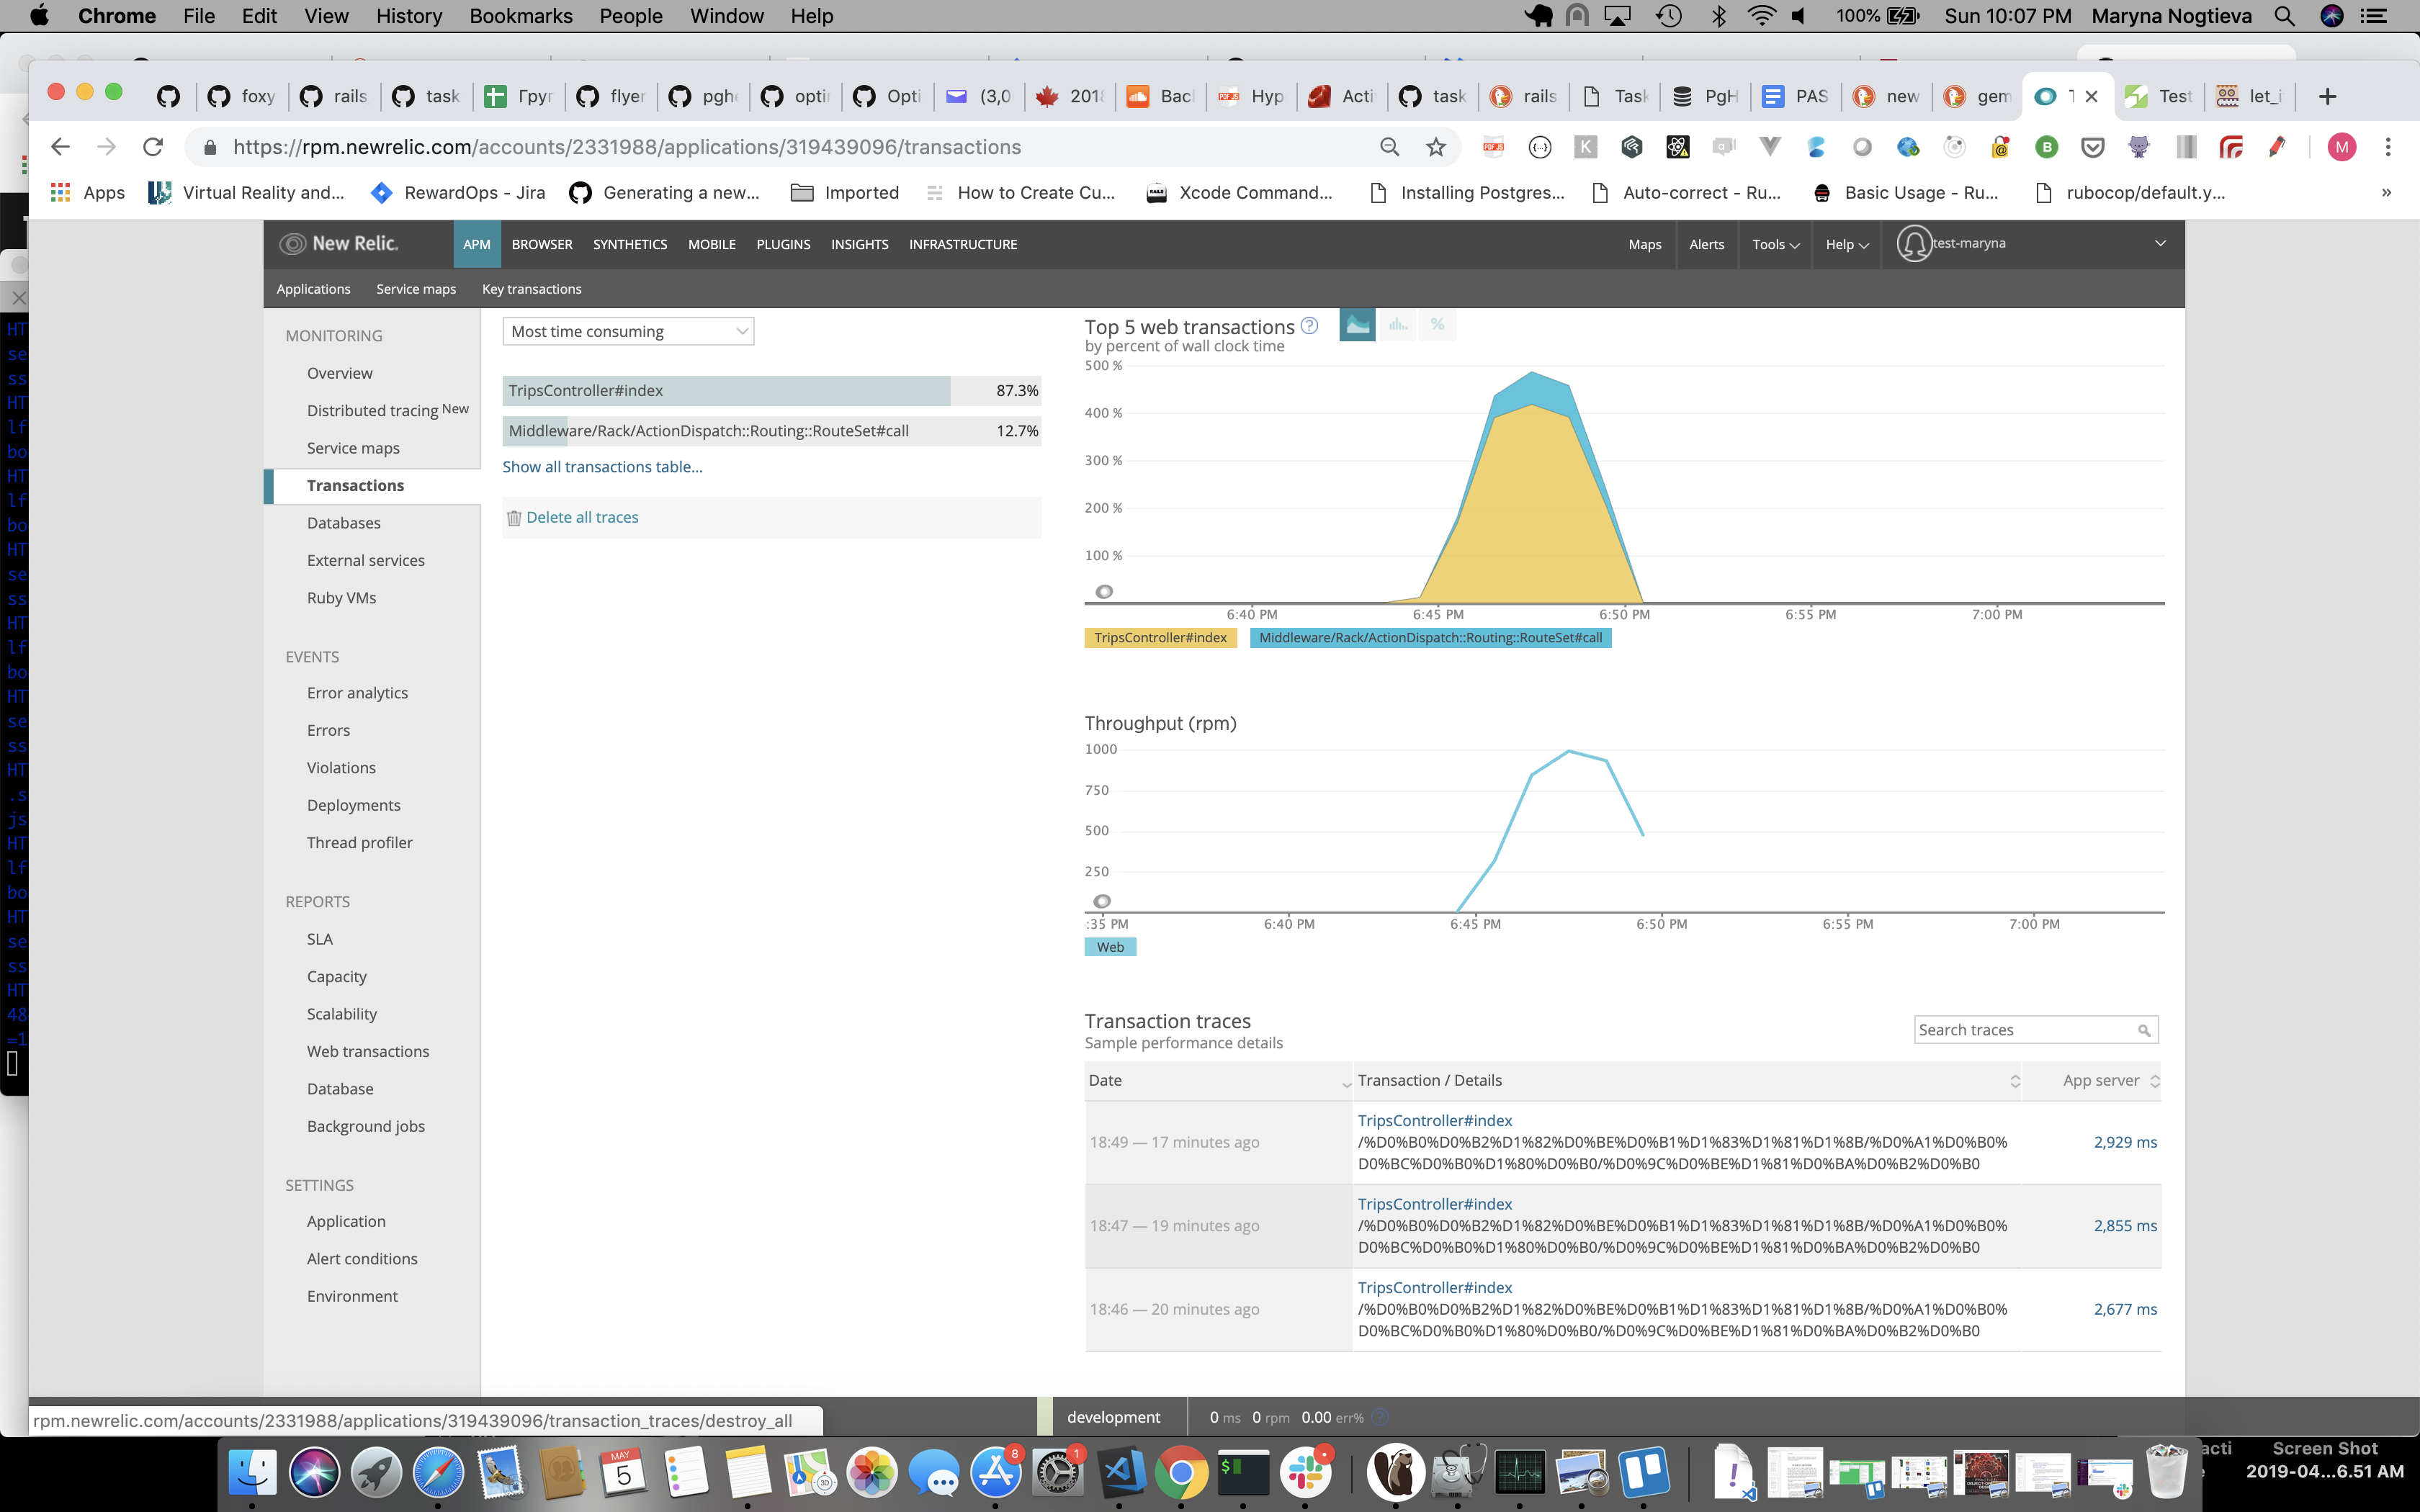 Chrome File Edit View History Bookmarks People Window Help 100% Sun 10:07 PM Maryna Nogtieva
foxy rails task Груп flye pgh opti Opti (3,0 201 Bac Hyp Acti task rails Task PgH PAS new gem T Test let_i
https://rpm.newrelic.com/accounts/2331988/applications/319439096/transactions
Apps Virtual Reality and... RewardOps - Jira Generating a new... Imported How to Create Cu... Xcode Command... Installing Postgres... Auto-correct - Ru... Basic Usage - Ru... rubocop/default.y... »
New Relic. APM BROWSER SYNTHETICS MOBILE PLUGINS INSIGHTS INFRASTRUCTURE Maps Alerts Tools Help test-maryna
Applications Service maps Key transactions
MONITORING
Overview
Distributed tracing New
Service maps
Transactions
Databases
External services
Ruby VMs
EVENTS
Error analytics
Errors
Violations
Deployments
Thread profiler
REPORTS
SLA
Capacity
Scalability
Web transactions
Database
Background jobs
SETTINGS
Application
Alert conditions
Environment
Most time consuming
TripsController#index 87.3%
Middleware/Rack/ActionDispatch::Routing::RouteSet#call 12.7%
Show all transactions table...
Delete all traces
Top 5 web transactions ?
%
by percent of wall clock time
500 %
400 %
300 %
200 %
100 %
6:40 PM 6:45 PM 6:50 PM 6:55 PM 7:00 PM
TripsController#index Middleware/Rack/ActionDispatch::Routing::RouteSet#call
Throughput (rpm)
1000
750
500
250
:35 PM 6:40 PM 6:45 PM 6:50 PM 6:55 PM 7:00 PM
Web
Transaction traces
Sample performance details
Search traces
Date Transaction / Details App server
TripsController#index
18:49 — 17 minutes ago /%D0%B0%D0%B2%D1%82%D0%BE%D0%B1%D1%83%D1%81%D1%8B/%D0%A1%D0%B0% 2,929 ms
D0%BC%D0%B0%D1%80%D0%B0/%D0%9C%D0%BE%D1%81%D0%BA%D0%B2%D0%B0
TripsController#index
18:47 — 19 minutes ago /%D0%B0%D0%B2%D1%82%D0%BE%D0%B1%D1%83%D1%81%D1%8B/%D0%A1%D0%B0% 2,855 ms
D0%BC%D0%B0%D1%80%D0%B0/%D0%9C%D0%BE%D1%81%D0%BA%D0%B2%D0%B0
TripsController#index
18:46 — 20 minutes ago /%D0%B0%D0%B2%D1%82%D0%BE%D0%B1%D1%83%D1%81%D1%8B/%D0%A1%D0%B0% 2,677 ms
D0%BC%D0%B0%D1%80%D0%B0/%D0%9C%D0%BE%D1%81%D0%BA%D0%B2%D0%B0
development 0 ms 0 rpm 0.00 err% ?
rpm.newrelic.com/accounts/2331988/applications/319439096/transaction_traces/destroy_all
MAY
5
8
1
acti Screen Shot
e 2019-04...6.51 AM